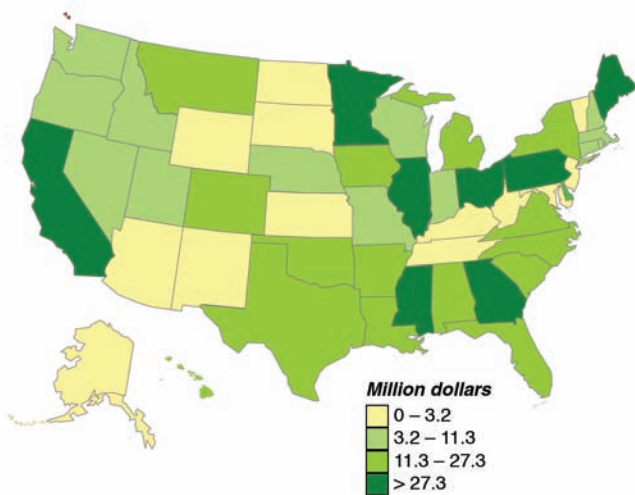 Million dollars
0 – 3.2
3.2 – 11.3
11.3 – 27.3
> 27.3